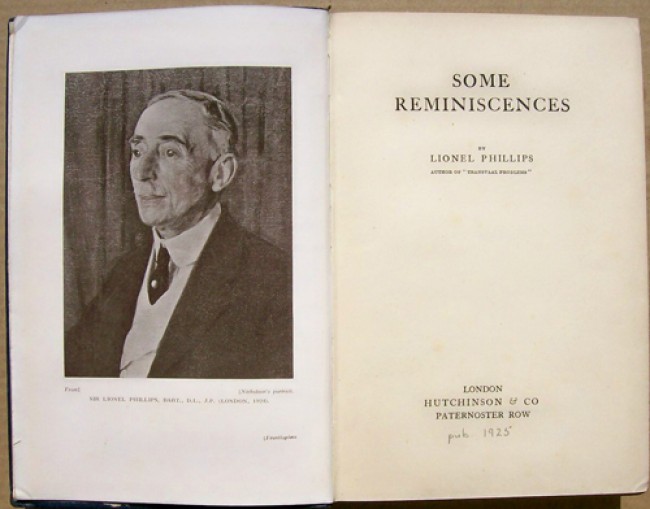 Front.
(Nicholson's portrait.
SIR LIONEL PHILLIPS, BART., D.L., J.P. (LONDON,
(Frontispiece
SOME
REMINISCENCES
BY
LIONEL PHILLIPS
AUTHOR OF "TRANSVAAL PROBLEMS"
LONDON
HUTCHINSON & CO
PATERNOSTER ROW
pub. 1925